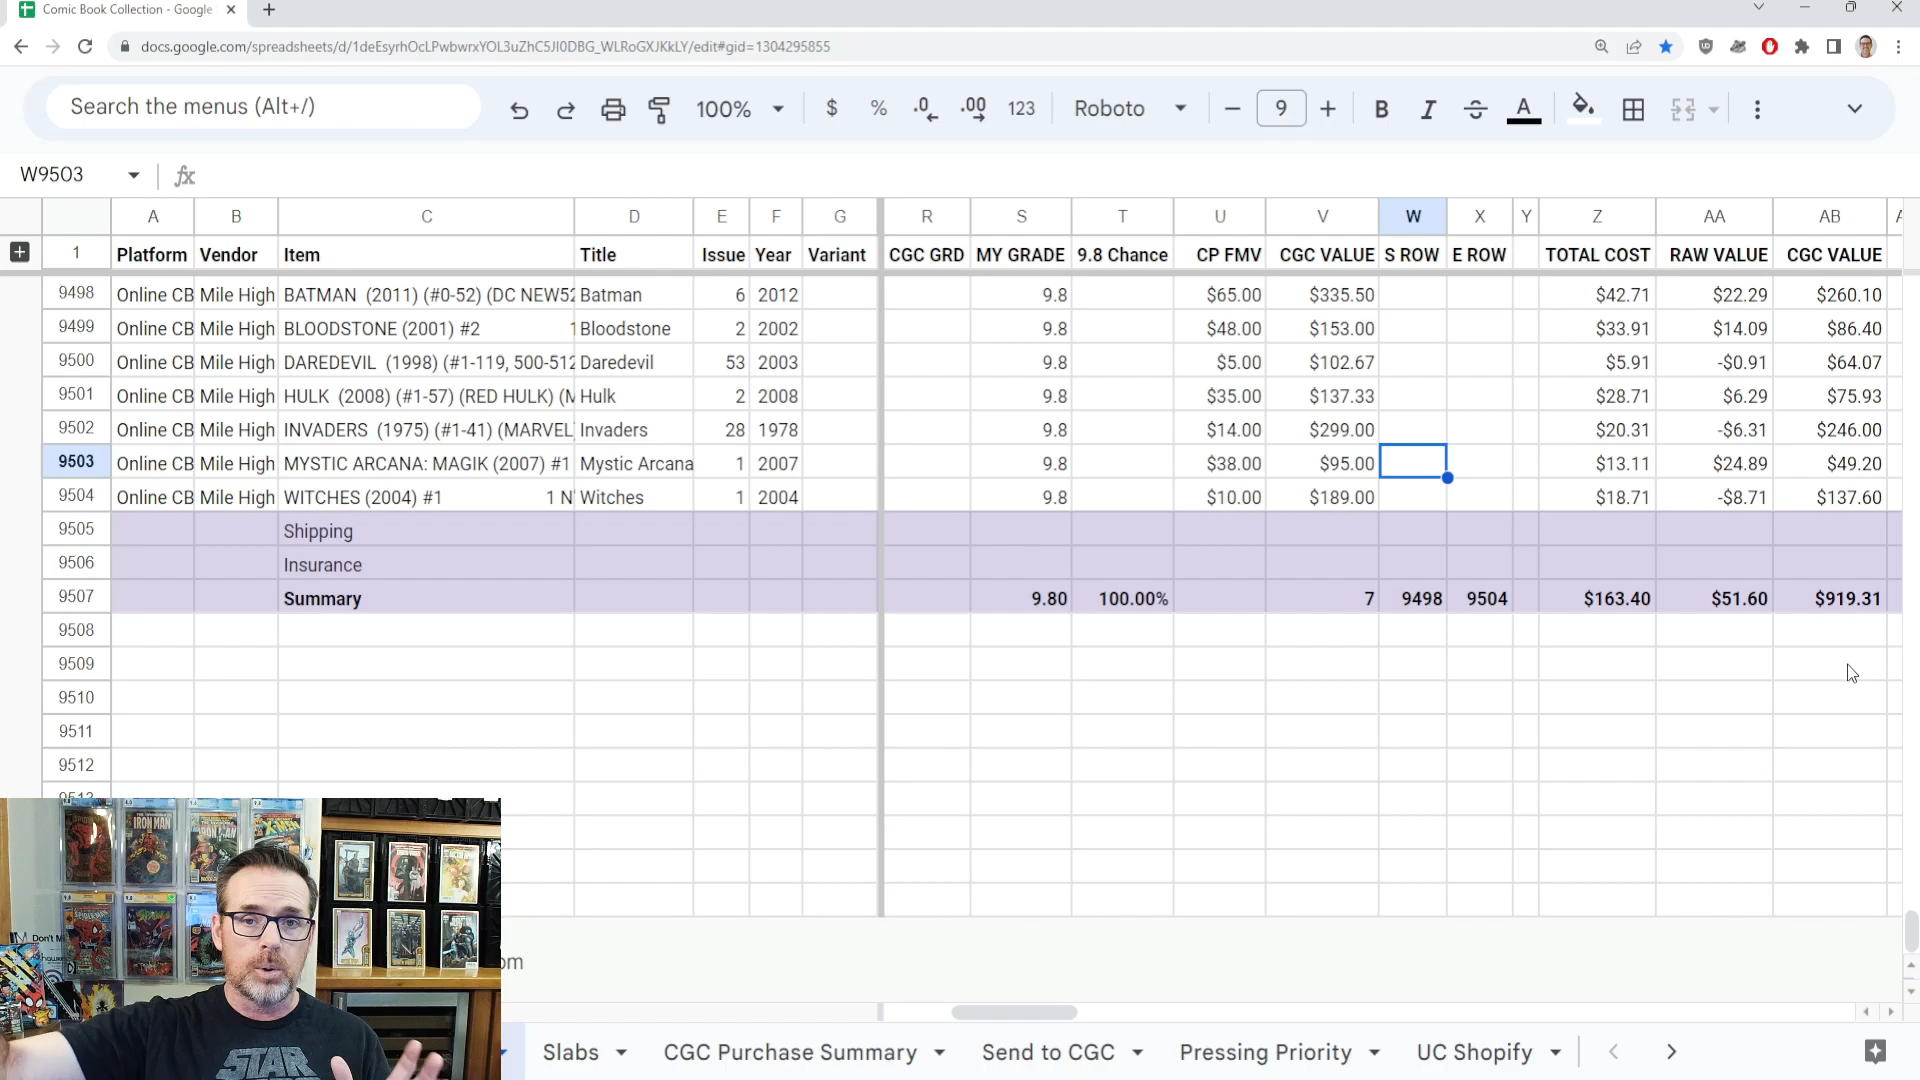 Comic Book Collection - Google
docs.google.com/spreadsheets/d/1deEsyrhOcLPwbwrxYOL3uZhC5JI0DBG_WLRoGXJKkLY/edit#gid=1304295855
Search the menus (Alt+/) 100% $ % .0 .00 123 Roboto 9 B I A
W9503 fx
A B C D E F G R S T U V W X Y Z AA AB
1 Platform Vendor Item Title Issue Year Variant CGC GRD MY GRADE 9.8 Chance CP FMV CGC VALUE S ROW E ROW TOTAL COST RAW VALUE CGC VALUE
9498 Online CB Mile High BATMAN (2011) (#0-52) (DC NEW52 Batman 6 2012 9.8 $65.00 $335.50 $42.71 $22.29 $260.10
9499 Online CB Mile High BLOODSTONE (2001) #2 1 Bloodstone 2 2002 9.8 $48.00 $153.00 $33.91 $14.09 $86.40
9500 Online CB Mile High DAREDEVIL (1998) (#1-119, 500-512 Daredevil 53 2003 9.8 $5.00 $102.67 $5.91 -$0.91 $64.07
9501 Online CB Mile High HULK (2008) (#1-57) (RED HULK) (M Hulk 2 2008 9.8 $35.00 $137.33 $28.71 $6.29 $75.93
9502 Online CB Mile High INVADERS (1975) (#1-41) (MARVEL Invaders 28 1978 9.8 $14.00 $299.00 $20.31 -$6.31 $246.00
9503 Online CB Mile High MYSTIC ARCANA: MAGIK (2007) #1 Mystic Arcana 1 2007 9.8 $38.00 $95.00 $13.11 $24.89 $49.20
9504 Online CB Mile High WITCHES (2004) #1 1 N Witches 1 2004 9.8 $10.00 $189.00 $18.71 -$8.71 $137.60
9505 Shipping
9506 Insurance
9507 Summary 9.80 100.00% 7 9498 9504 $163.40 $51.60 $919.31
9508
9509
9510
9511
9512
IRON MAN
IRON MAN
X-MEN
Don't M
om
STAR
Slabs CGC Purchase Summary Send to CGC Pressing Priority UC Shopify